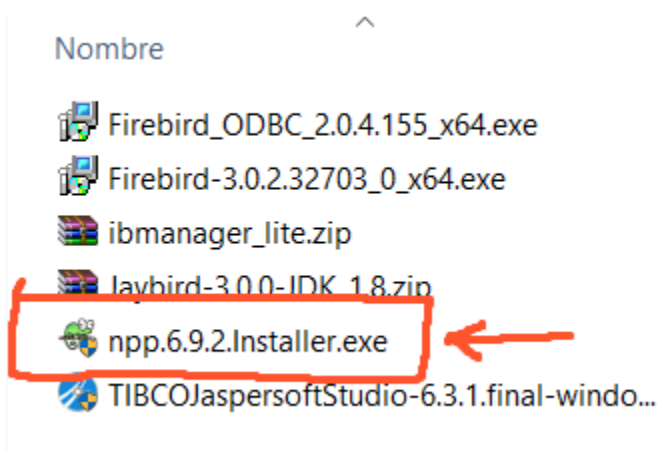 Nombre
Firebird_ODBC_2.0.4.155_x64.exe
Firebird-3.0.2.32703_0_x64.exe
ibmanager_lite.zip
Jaybird-3.0.0-JDK_1.8.zip
npp.6.9.2.Installer.exe
TIBCOJaspersoftStudio-6.3.1.final-windo...